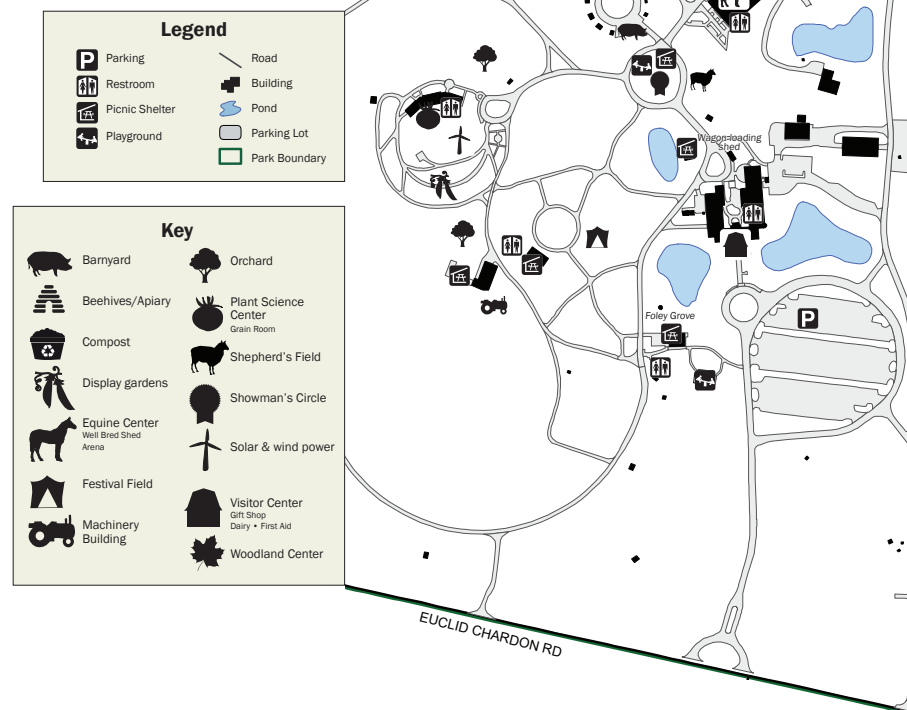 Legend
Parking
Restroom
Picnic Shelter
Playground
Road
Building
Pond
Parking Lot
Park Boundary
Key
Barnyard
Beehives/Apiary
Compost
Display gardens
Equine Center
Well Bred Shed
Arena
Festival Field
Machinery
Building
Orchard
Plant Science
Center
Grain Room
Shepherd's Field
Showman's Circle
Solar & wind power
Visitor Center
Gift Shop
Dairy • First Aid
Woodland Center
Wagon-loading
shed
Foley Grove
P
P
EUCLID CHARDON RD